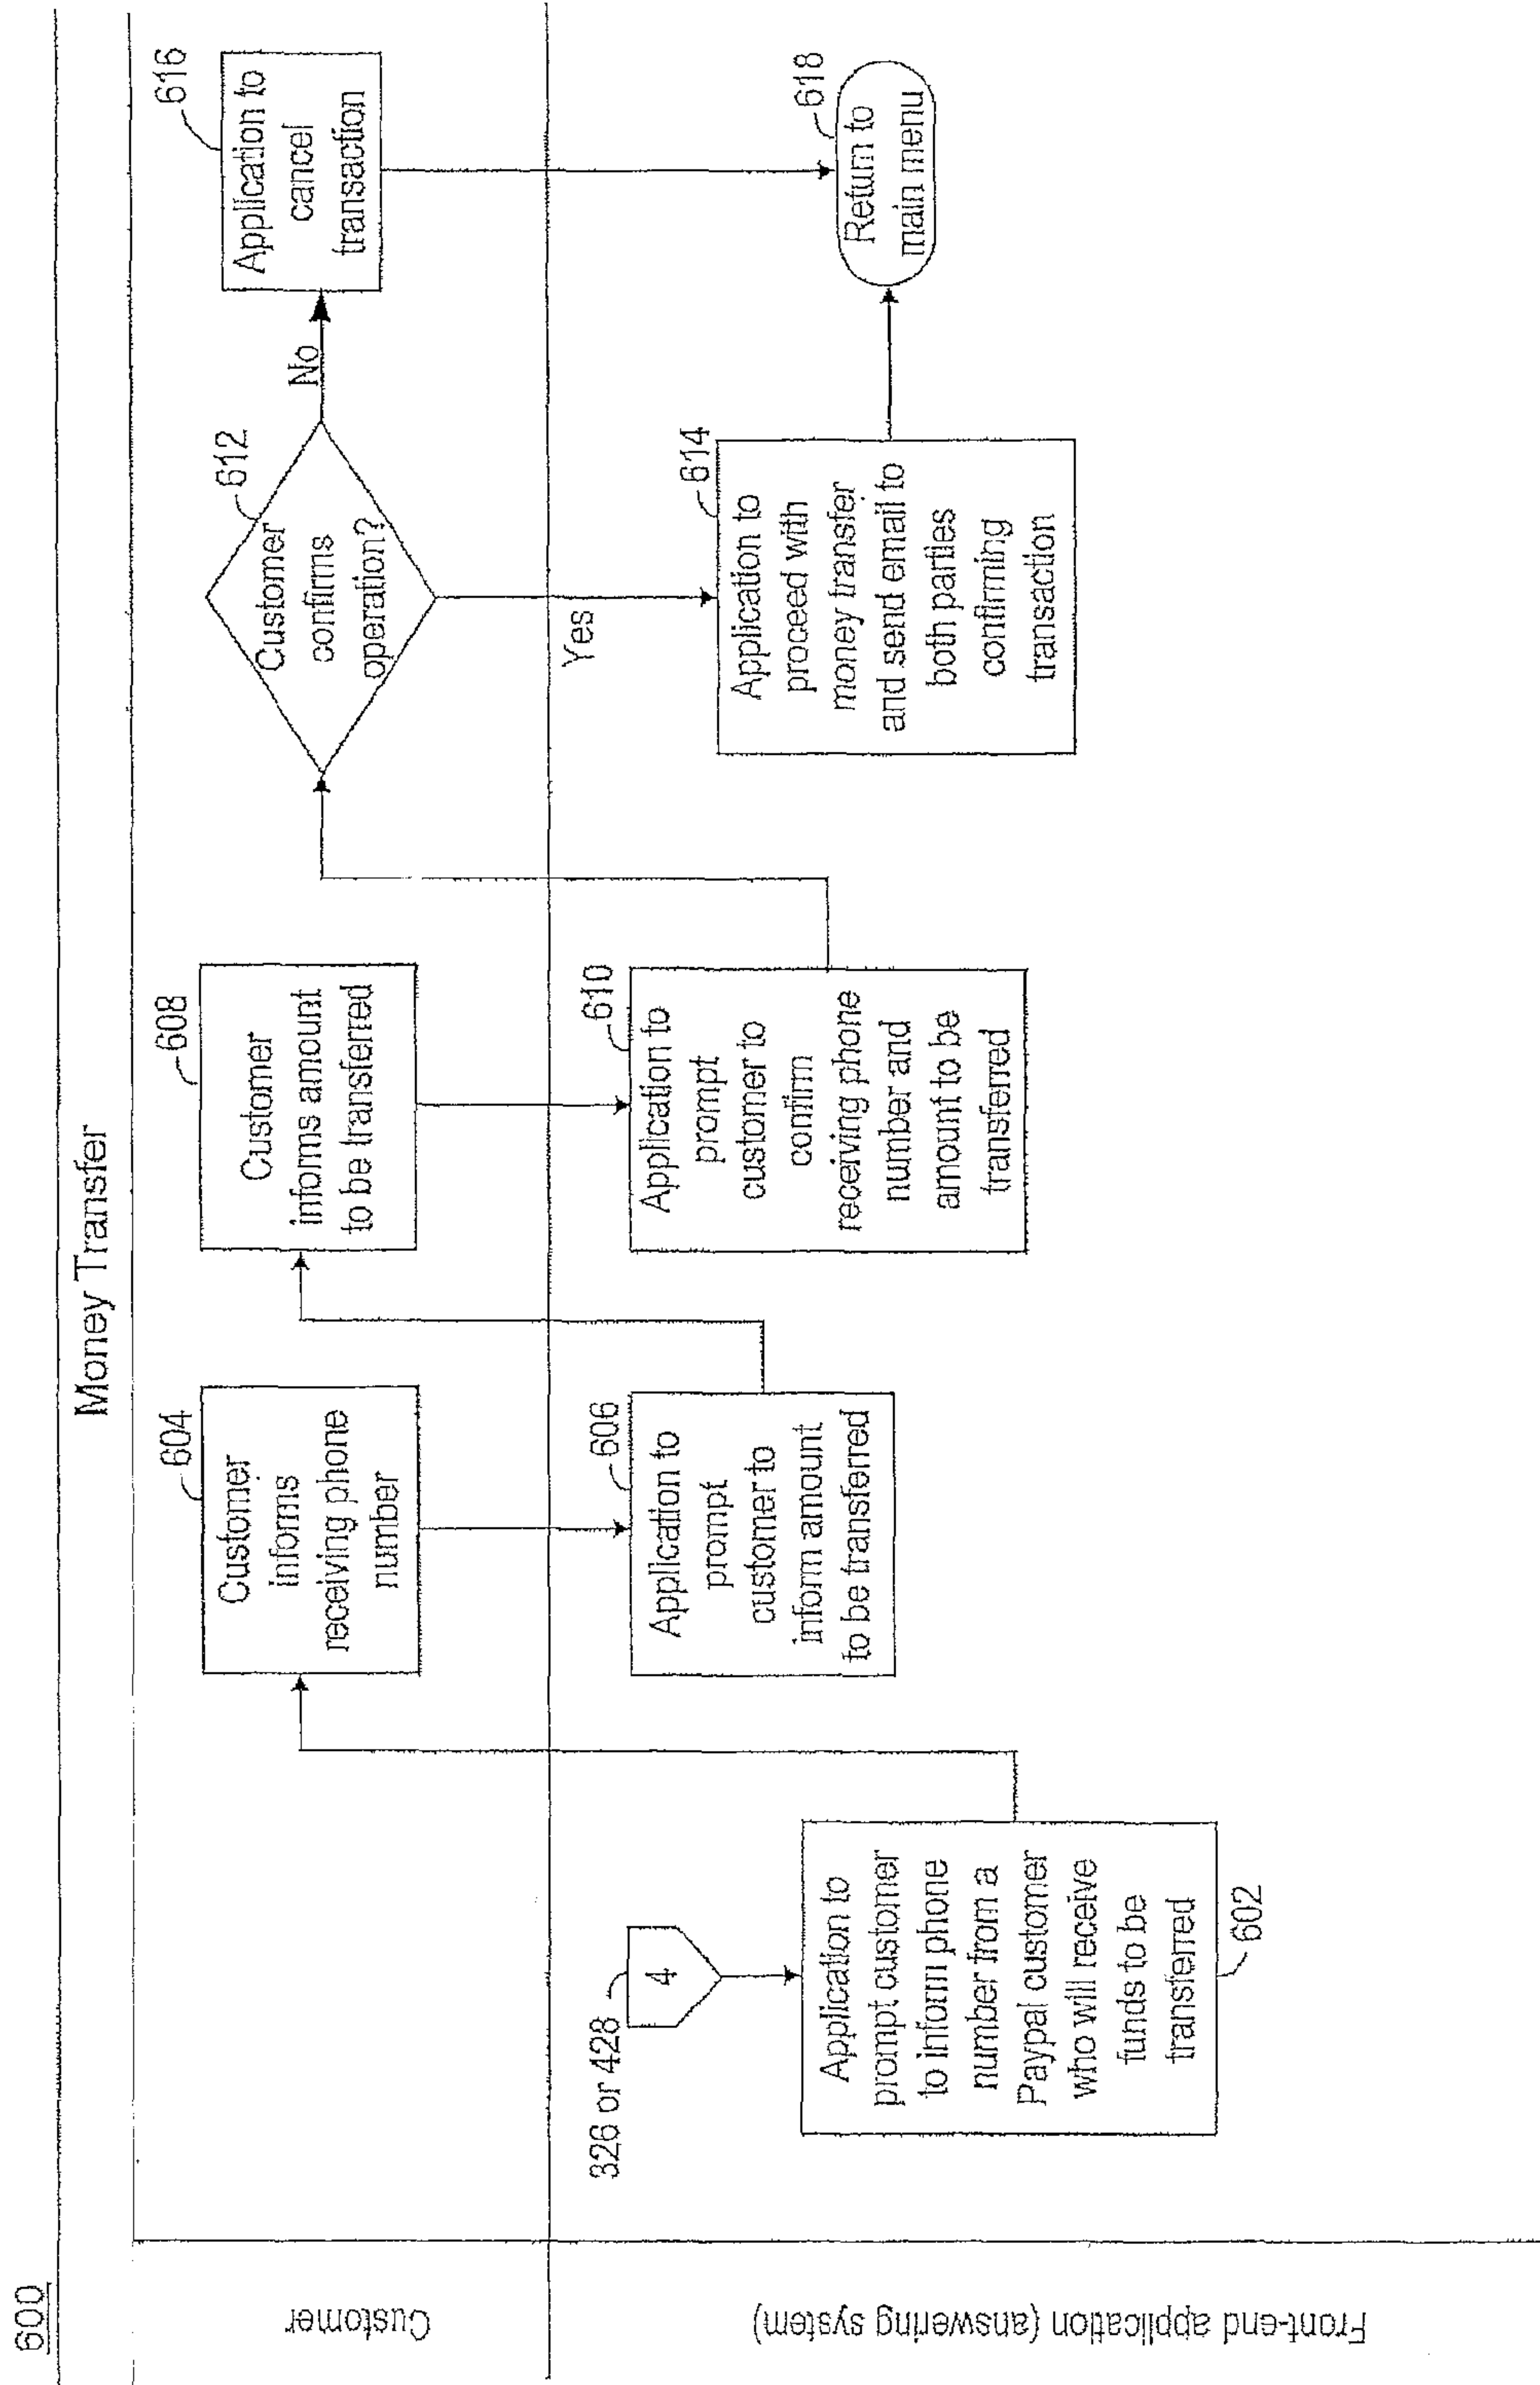 600
Money Transfer
Customer
Front-end application (answering system)
326 or 428
4
Application to
prompt customer
to inform phone
number from a
Paypal customer
who will receive
funds to be
transferred
602
604
Customer
informs
receiving phone
number
606
Application to
prompt
customer to
inform amount
to be transferred
608
Customer
informs amount
to be transferred
610
Application to
prompt
customer to
confirm
receiving phone
number and
amount to be
transferred
612
Customer
confirms
operation?
No
Yes
614
Application to
proceed with
money transfer
and send email to
both parties
confirming
transaction
616
Application to
cancel
transaction
618
Return to
main menu